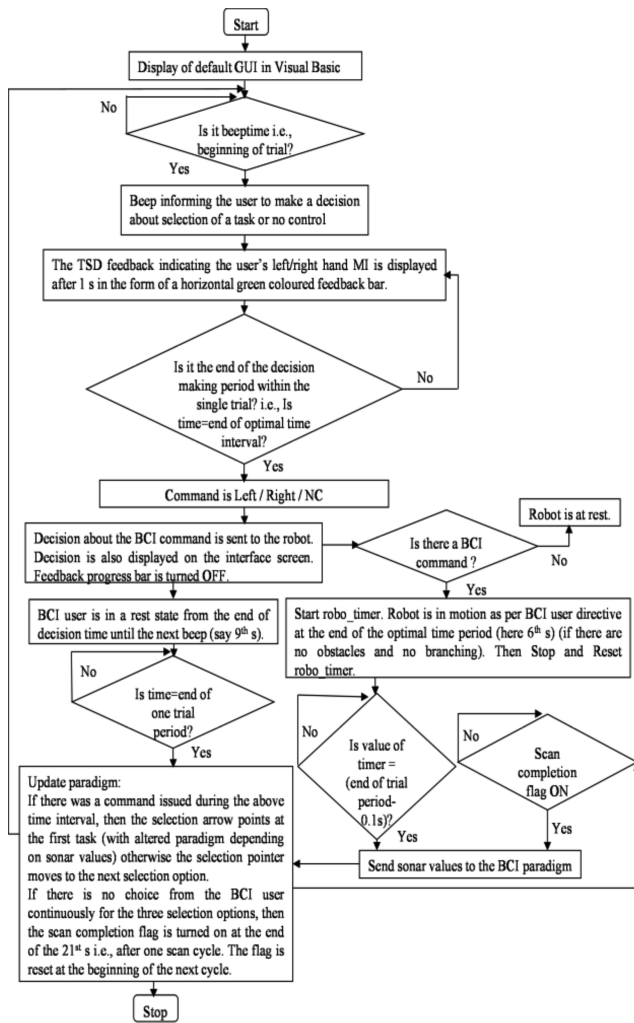 Start
Display of default GUI in Visual Basic
No
Is it beeptime i.e.,
beginning of trial?
Yes
Beep informing the user to make a decision
about selection of a task or no control
The TSD feedback indicating the user's left/right hand MI is displayed
after 1 s in the form of a horizontal green coloured feedback bar.
Is it the end of the decision
making period within the
single trial? i.e., Is
time=end of optimal time
interval?
No
Yes
Command is Left / Right / NC
Decision about the BCI command is sent to the robot.
Decision is also displayed on the interface screen.
Feedback progress bar is turned OFF.
Is there a BCI
command ?
Robot is at rest.
No
Yes
BCI user is in a rest state from the end of
decision time until the next beep (say 9th s).
Start robo_timer. Robot is in motion as per BCI user directive
at the end of the optimal time period (here 6th s) (if there are
no obstacles and no branching). Then Stop and Reset
robo_timer.
No
Is time=end of
one trial
period?
Yes
No
Is value of
timer =
(end of trial
period-
0.1s)?
Yes
No
Scan
completion
flag ON
Yes
Send sonar values to the BCI paradigm
Update paradigm:
If there was a command issued during the above
time interval, then the selection arrow points at
the first task (with altered paradigm depending
on sonar values) otherwise the selection pointer
moves to the next selection option.
If there is no choice from the BCI user
continuously for the three selection options, then
the scan completion flag is turned on at the end
of the 21st s i.e., after one scan cycle. The flag is
reset at the beginning of the next cycle.
Stop